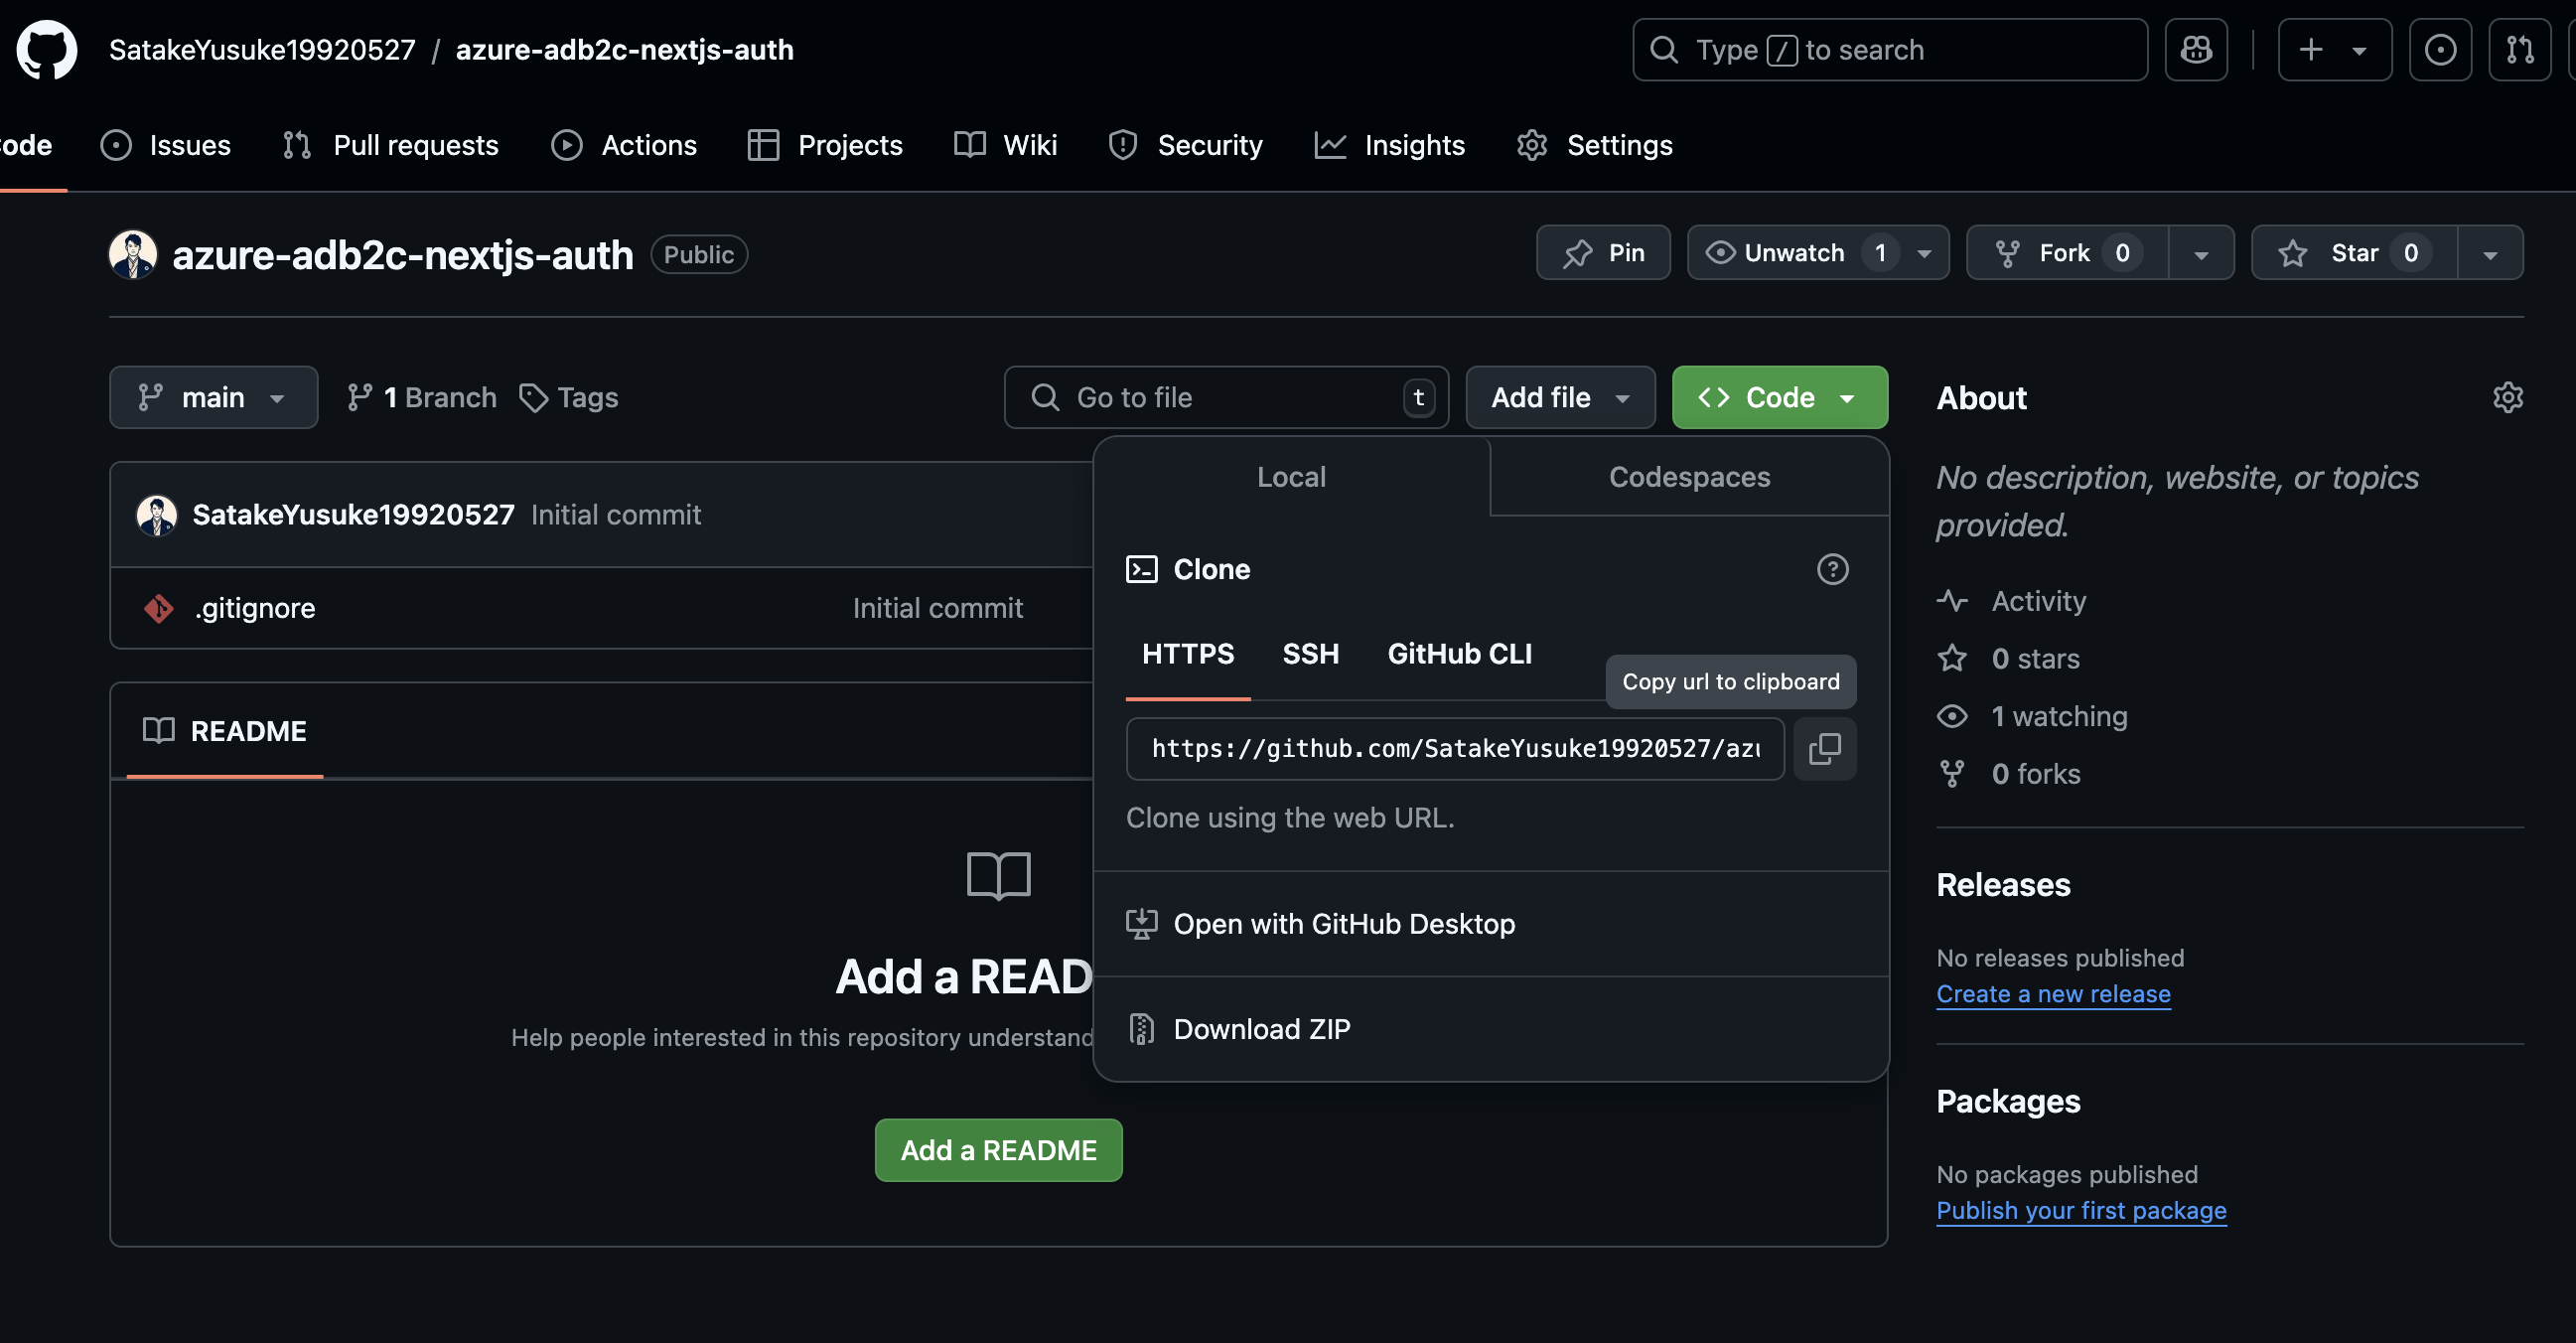 SatakeYusuke19920527 / azure-adb2c-nextjs-auth
Type / to search
ode
Issues
Pull requests
Actions
Projects
Wiki
Security
Insights
Settings
azure-adb2c-nextjs-auth
Public
Pin
Unwatch 1
Fork 0
Star 0
main
1 Branch
Tags
Go to file
t
Add file
<> Code
SatakeYusuke19920527 Initial commit
.gitignore
Initial commit
README
Add a READ
Help people interested in this repository understand
Add a README
Local
Codespaces
Clone
HTTPS
SSH
GitHub CLI
Copy url to clipboard
https://github.com/SatakeYusuke19920527/azu
Clone using the web URL.
Open with GitHub Desktop
Download ZIP
About
No description, website, or topics
provided.
Activity
0 stars
1 watching
0 forks
Releases
No releases published
Create a new release
Packages
No packages published
Publish your first package